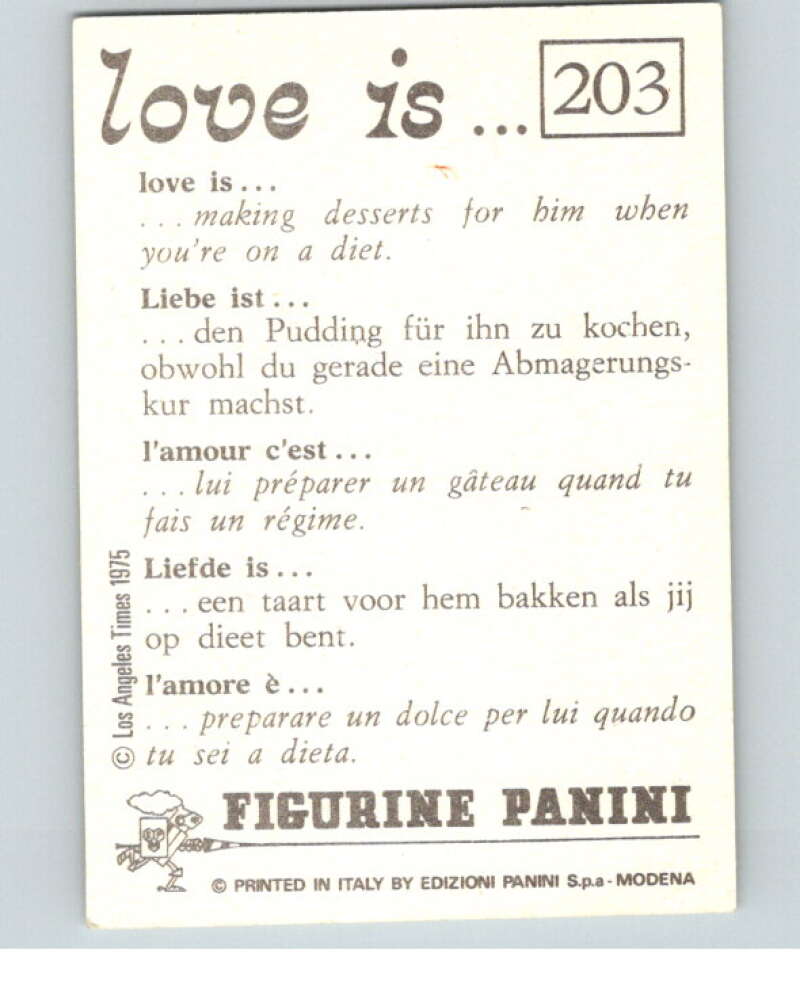 love is ... 203
love is...
...making desserts for him when
you're on a diet.
Liebe ist...
...den Pudding für ihn zu kochen,
obwohl du gerade eine Abmagerungs-
kur machst.
l'amour c'est...
...lui préparer un gâteau quand tu
fais un régime.
Liefde is...
...een taart voor hem bakken als jij
op dieet bent.
l'amore è...
...preparare un dolce per lui quando
tu sei a dieta.
© Los Angeles Times 1975
FIGURINE PANINI
© PRINTED IN ITALY BY EDIZIONI PANINI S.p.a - MODENA